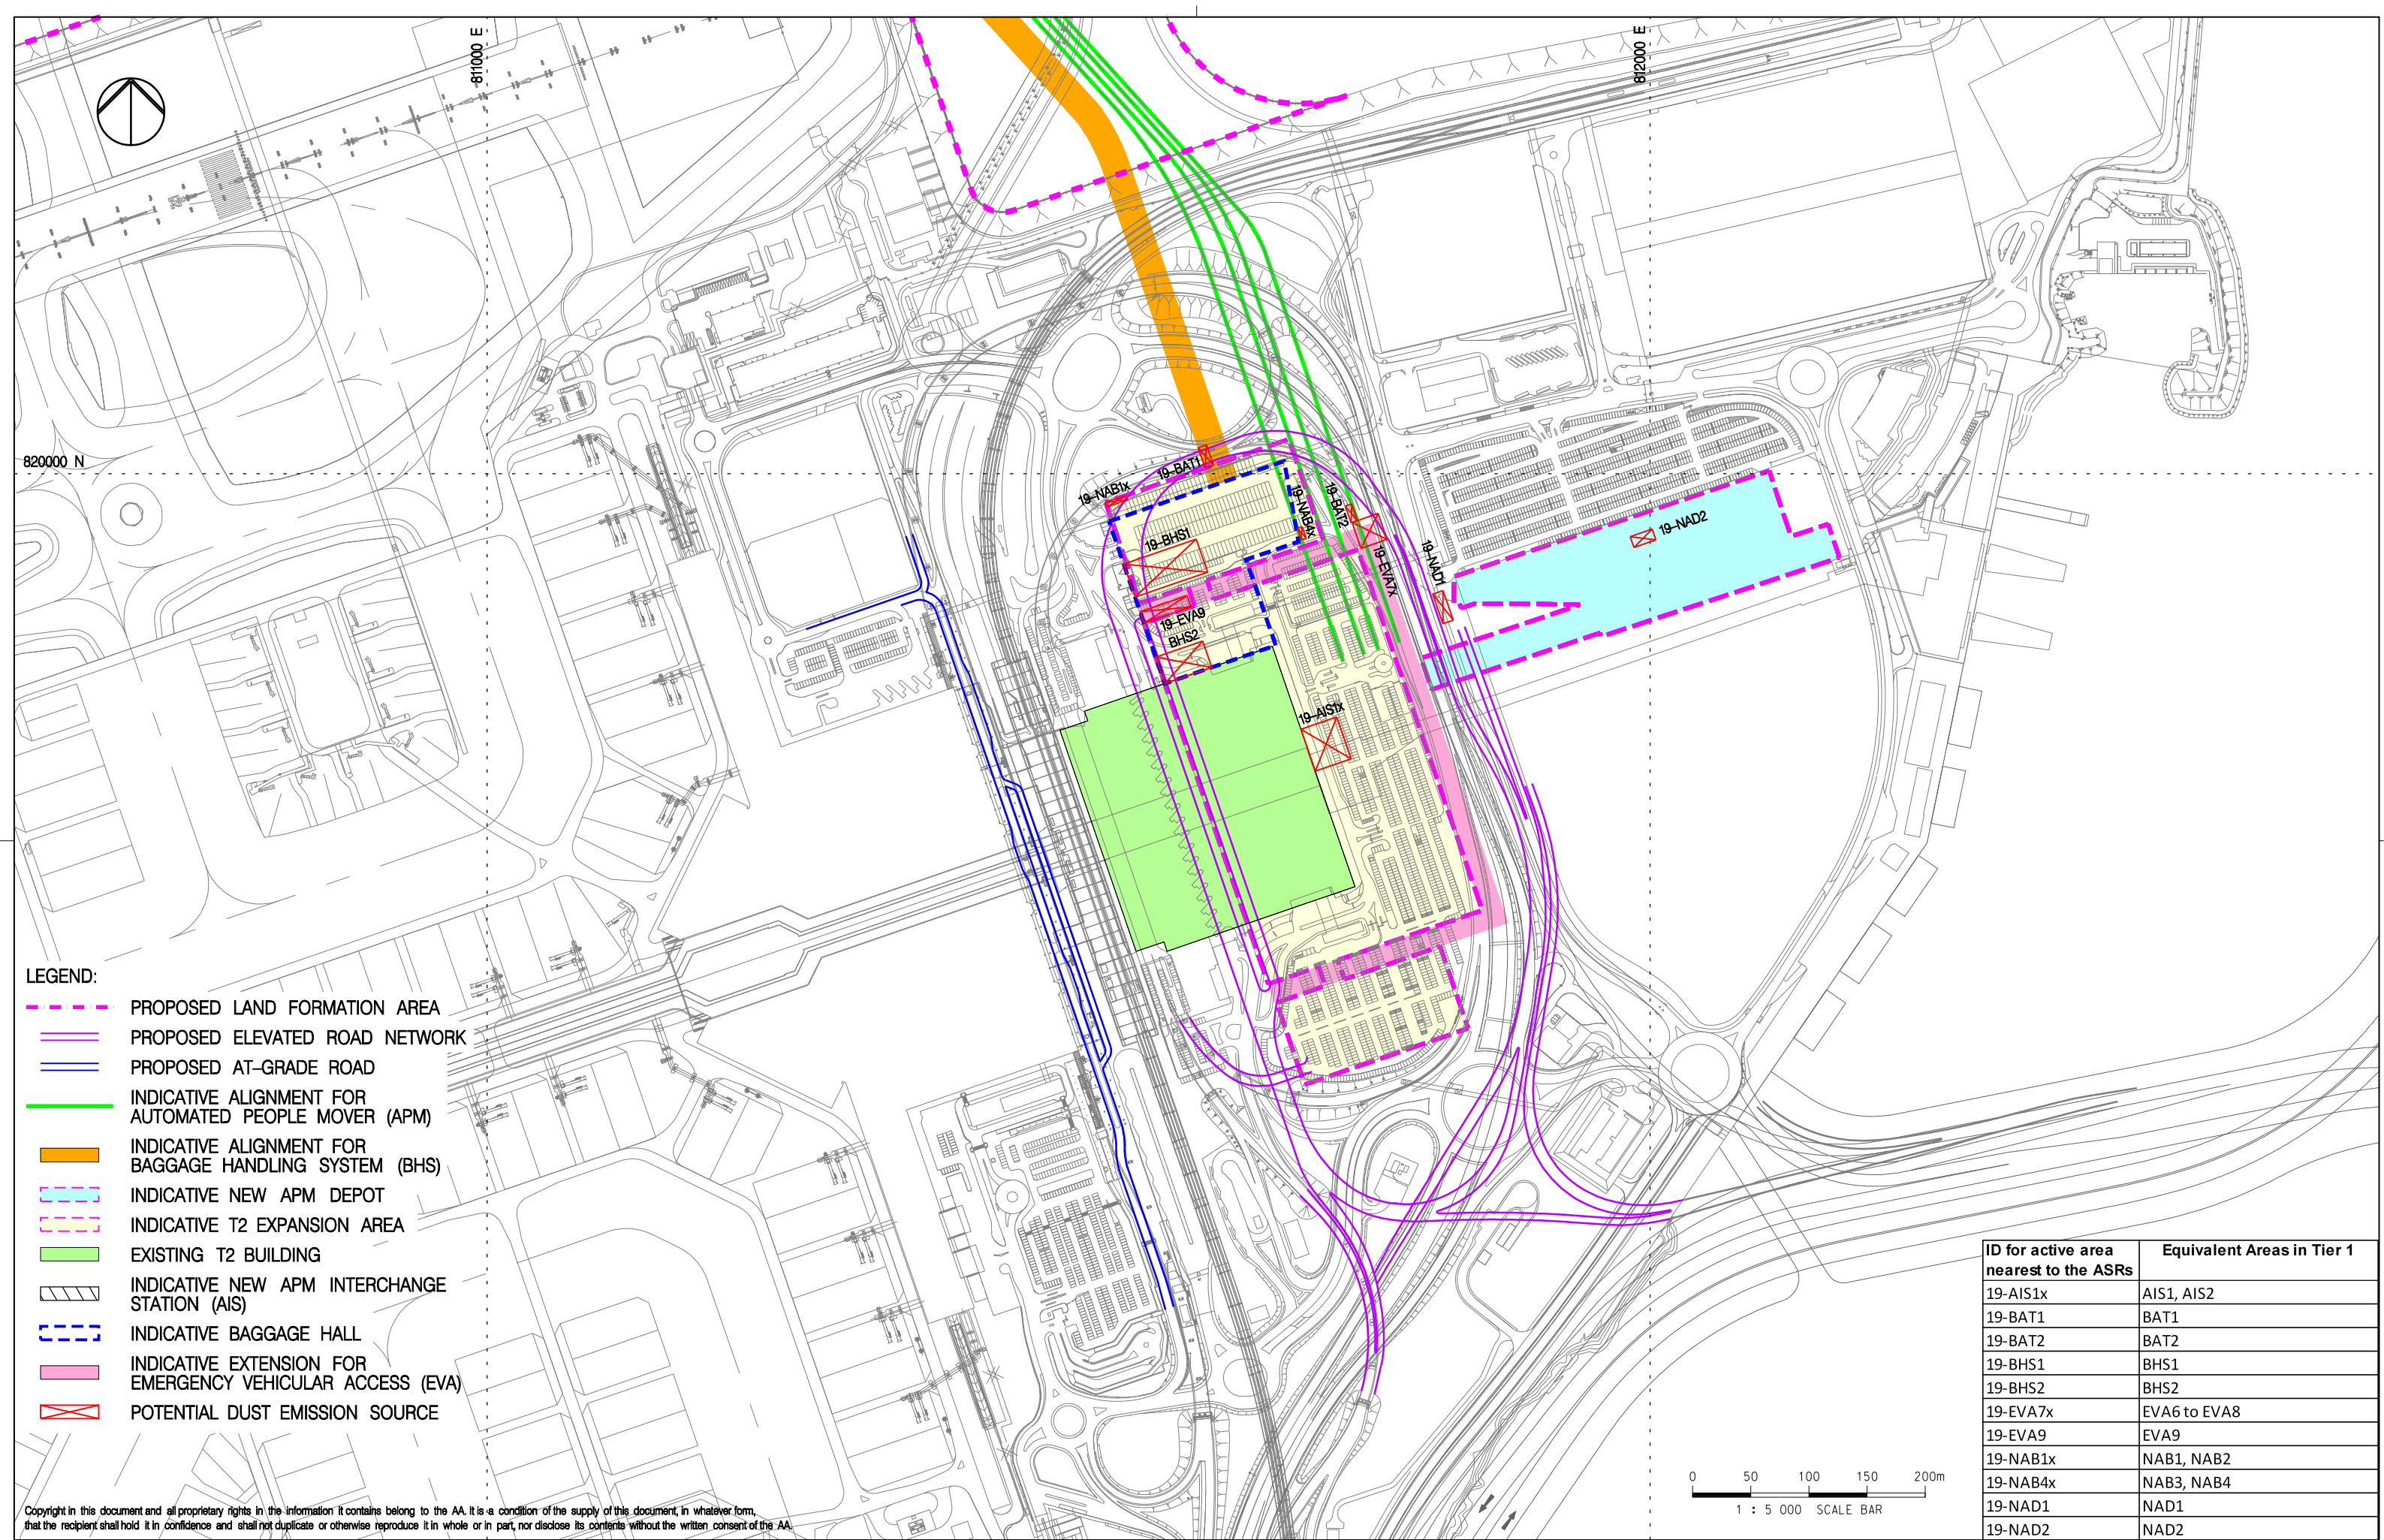 811000 E
812000 E
820000 N
19-BAT1
19-NAB1x
19-NAB4x
19-BAT2
19-BHS1
19-EVA7x
19-NAD1
19-NAD2
19-EVA9
BHS2
19-AIS1x
LEGEND:
PROPOSED LAND FORMATION AREA
PROPOSED ELEVATED ROAD NETWORK
PROPOSED AT-GRADE ROAD
INDICATIVE ALIGNMENT FOR
AUTOMATED PEOPLE MOVER (APM)
INDICATIVE ALIGNMENT FOR
BAGGAGE HANDLING SYSTEM (BHS)
INDICATIVE NEW APM DEPOT
INDICATIVE T2 EXPANSION AREA
EXISTING T2 BUILDING
INDICATIVE NEW APM INTERCHANGE
STATION (AIS)
INDICATIVE BAGGAGE HALL
INDICATIVE EXTENSION FOR
EMERGENCY VEHICULAR ACCESS (EVA)
POTENTIAL DUST EMISSION SOURCE
Copyright in this document and all proprietary rights in the information it contains belong to the AA. It is a condition of the supply of this document, in whatever form,
that the recipient shall hold it in confidence and shall not duplicate or otherwise reproduce it in whole or in part, nor disclose its contents without the written consent of the AA.
0 50 100 150 200m
1 : 5 000 SCALE BAR
ID for active area nearest to the ASRs Equivalent Areas in Tier 1
19-AIS1x AIS1, AIS2
19-BAT1 BAT1
19-BAT2 BAT2
19-BHS1 BHS1
19-BHS2 BHS2
19-EVA7x EVA6 to EVA8
19-EVA9 EVA9
19-NAB1x NAB1, NAB2
19-NAB4x NAB3, NAB4
19-NAD1 NAD1
19-NAD2 NAD2